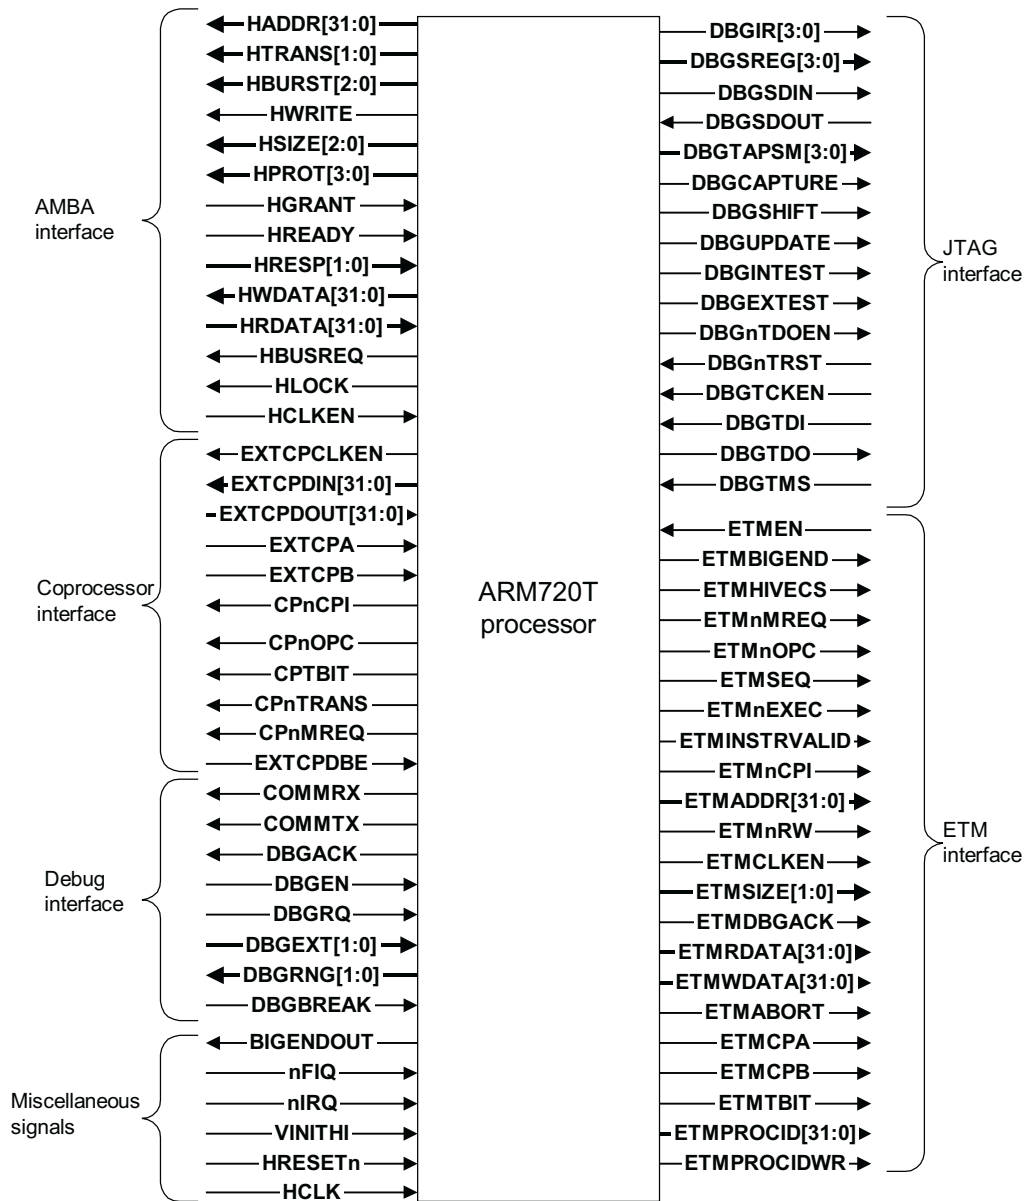 AMBA
interface
HADDR[31:0]
HTRANS[1:0]
HBURST[2:0]
HWRITE
HSIZE[2:0]
HPROT[3:0]
HGRANT
HREADY
HRESP[1:0]
HWDATA[31:0]
HRDATA[31:0]
HBUSREQ
HLOCK
HCLKEN
Coprocessor
interface
EXTCPCLKEN
EXTCPDIN[31:0]
EXTCPDOUT[31:0]
EXTCPA
EXTCPB
CPnCPI
CPnOPC
CPTBIT
CPnTRANS
CPnMREQ
EXTCPDBE
Debug
interface
COMMRX
COMMTX
DBGACK
DBGEN
DBGRQ
DBGEXT[1:0]
DBGRNG[1:0]
DBGBREAK
Miscellaneous
signals
BIGENDOUT
nFIQ
nIRQ
VINITHI
HRESETn
HCLK
ARM720T
processor
DBGIR[3:0]
DBGSREG[3:0]
DBGSDIN
DBGSDOUT
DBGTAPSM[3:0]
DBGCAPTURE
DBGSHIFT
DBGUPDATE
DBGINTEST
DBGEXTEST
DBGnTDOEN
DBGnTRST
DBGTCKEN
DBGTDI
DBGTDO
DBGTMS
JTAG
interface
ETMEN
ETMBIGEND
ETMHIVECS
ETMnMREQ
ETMnOPC
ETMSEQ
ETMnEXEC
ETMINSTRVALID
ETMnCPI
ETMADDR[31:0]
ETMnRW
ETMCLKEN
ETMSIZE[1:0]
ETMDBGACK
ETMRDATA[31:0]
ETMWDATA[31:0]
ETMABORT
ETMCPA
ETMCPB
ETMTBIT
ETMPROCID[31:0]
ETMPROCIDWR
ETM
interface